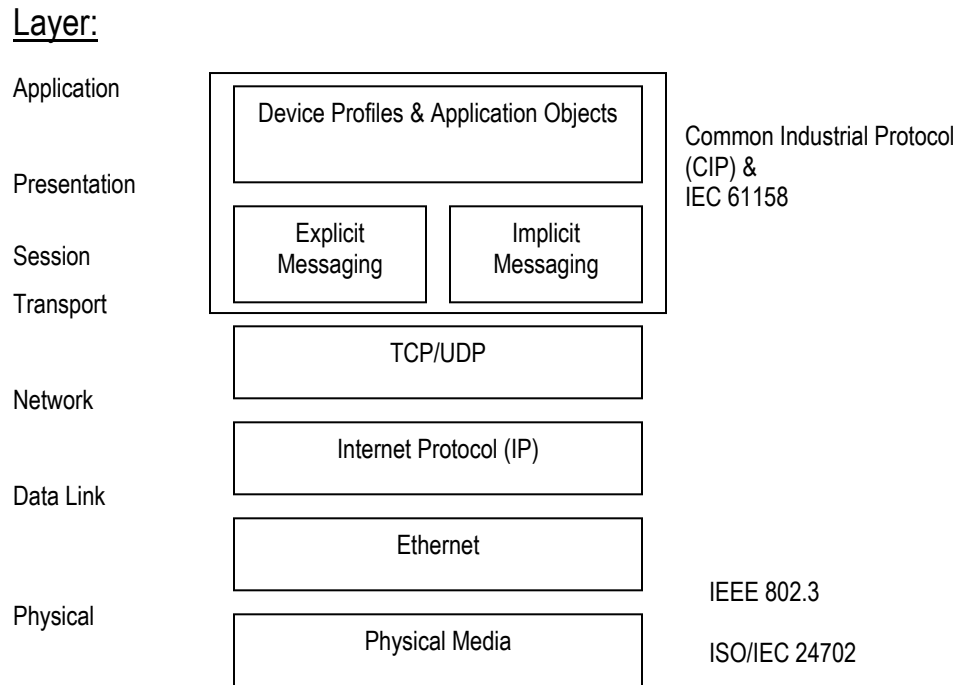 Layer:
Application
Device Profiles & Application Objects
Common Industrial Protocol
(CIP) &
IEC 61158
Presentation
Explicit
Messaging
Implicit
Messaging
Session
Transport
TCP/UDP
Network
Internet Protocol (IP)
Data Link
Ethernet
IEEE 802.3
Physical
Physical Media
ISO/IEC 24702